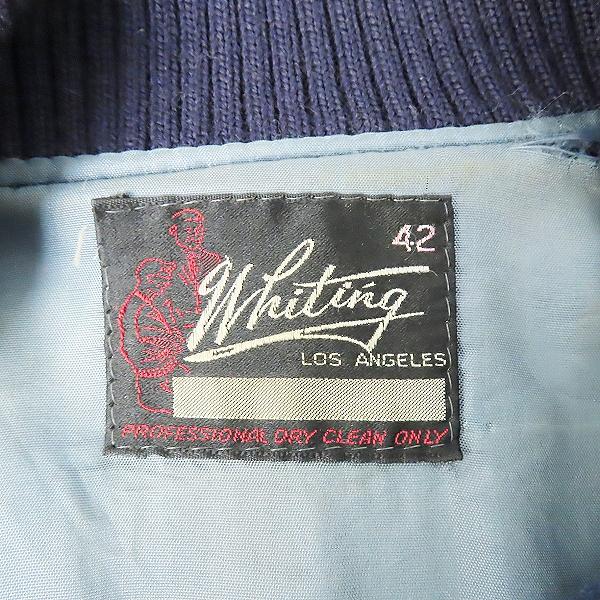 42
Whiting
LOS ANGELES
PROFESSIONAL DRY CLEAN ONLY